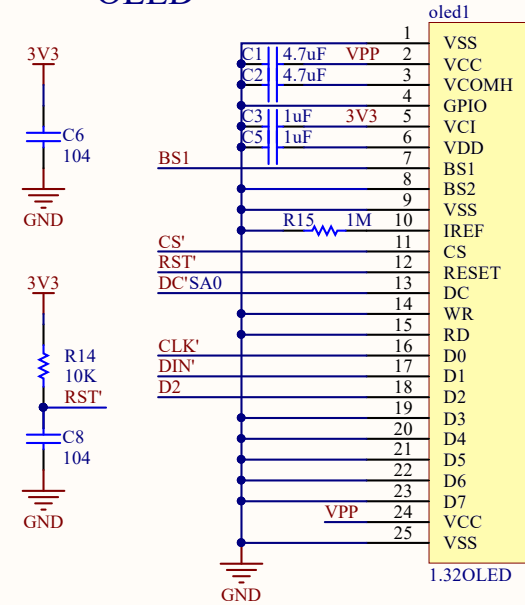 OLED
oled1
3V3
C6
104
GND
3V3
R14
10K
RST'
C8
104
GND
1 VSS
C1 4.7uF VPP 2 VCC
C2 4.7uF 3 VCOMH
4 GPIO
C3 1uF 3V3 5 VCI
C5 1uF 6 VDD
BS1 7 BS1
8 BS2
9 VSS
R15 1M 10 IREF
CS' 11 CS
RST' 12 RESET
DC'SA0 13 DC
14 WR
15 RD
CLK' 16 D0
DIN' 17 D1
D2 18 D2
19 D3
20 D4
21 D5
22 D6
23 D7
VPP 24 VCC
25 VSS
GND
1.32OLED